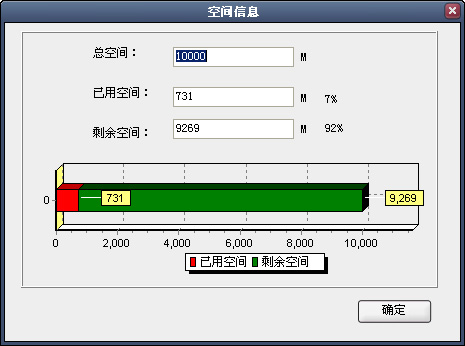 空间信息
总空间： 10000 M
已用空间： 731 M 7%
剩余空间： 9269 M 92%
0 731 9,269
0 2,000 4,000 6,000 8,000 10,000
已用空间 剩余空间
确定